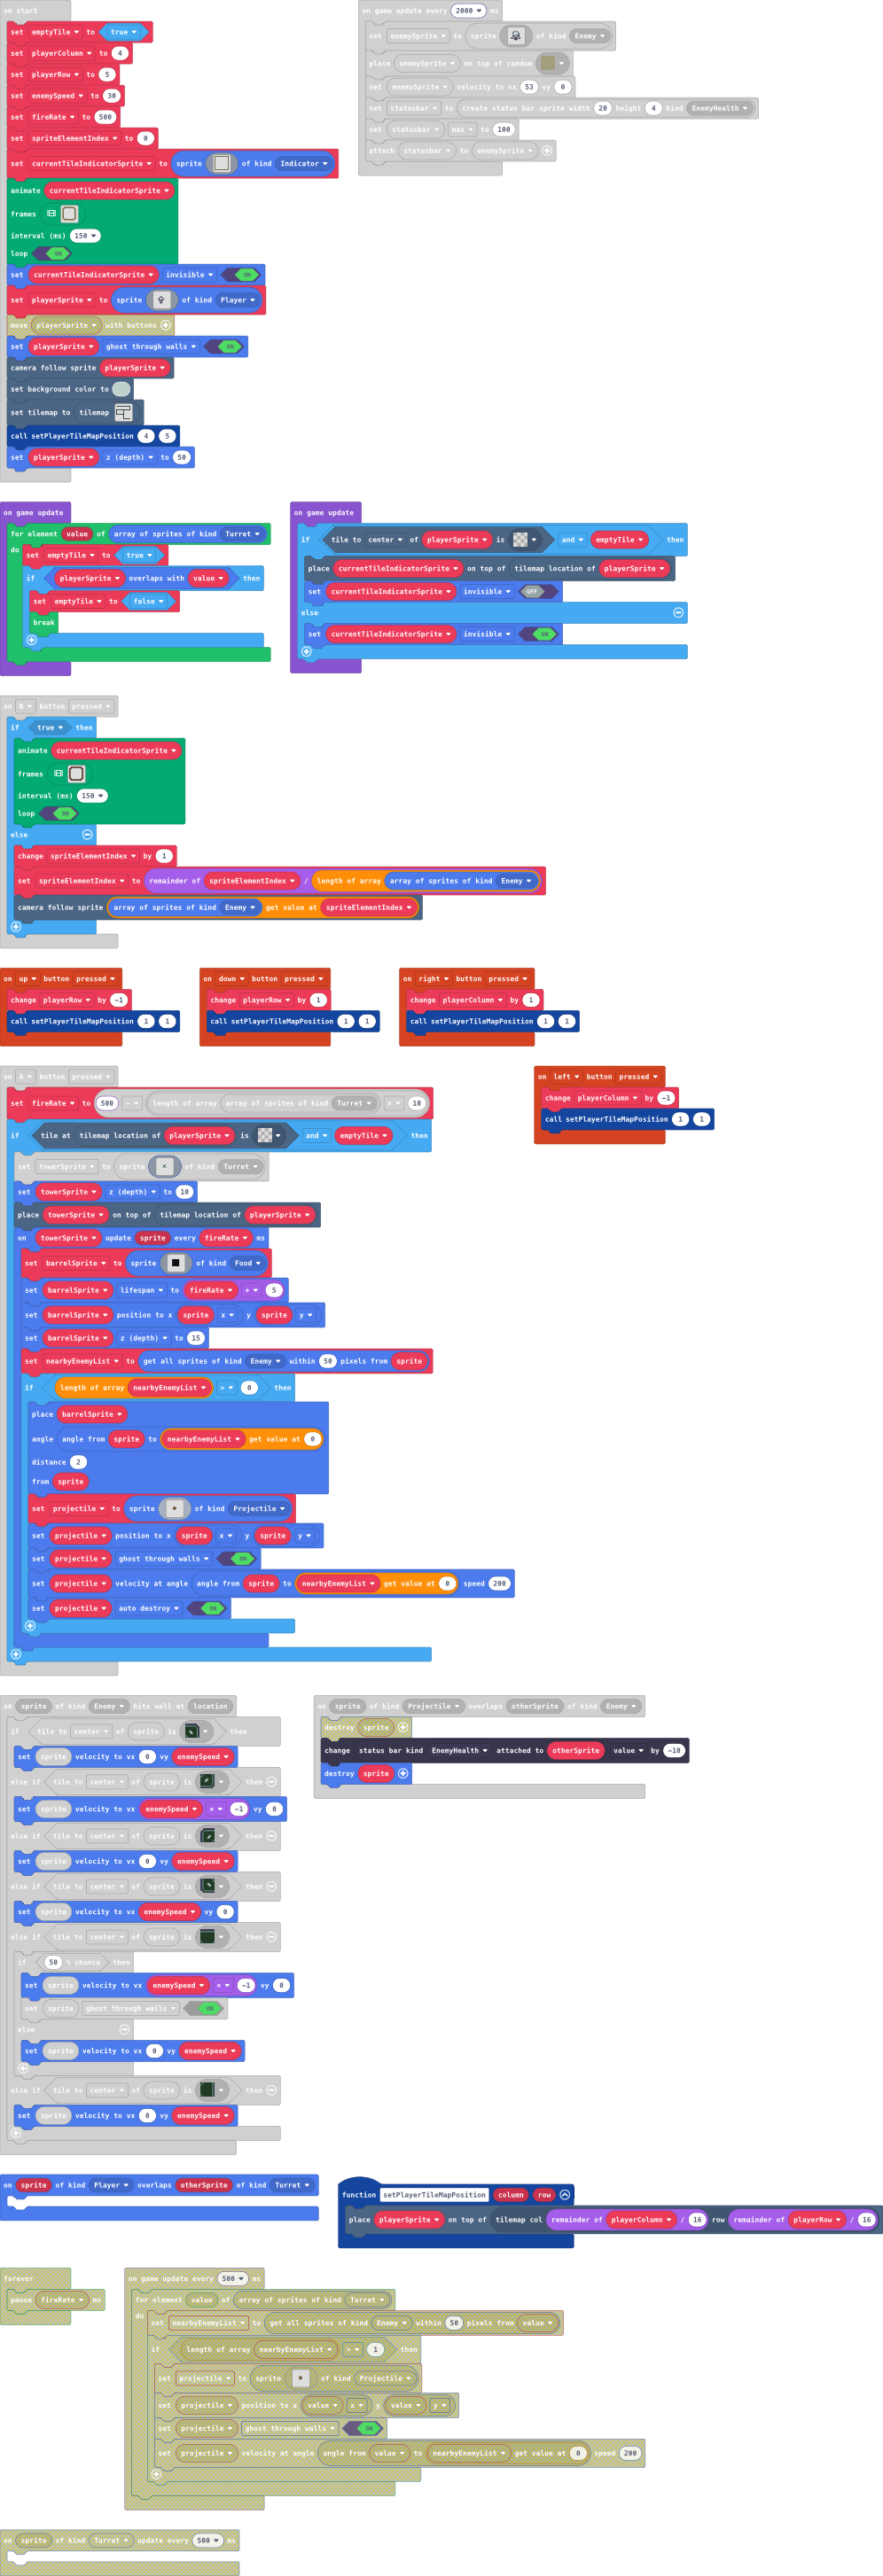 on start
set emptyTile to true
set playerColumn to 4
set playerRow to 5
set enemySpeed to 30
set fireRate to 500
set spriteElementIndex to 0
set currentTileIndicatorSprite to sprite of kind Indicator
animate currentTileIndicatorSprite
frames
interval (ms) 150
loop ON
set currentTileIndicatorSprite invisible ON
set playerSprite to sprite of kind Player
move playerSprite with buttons
set playerSprite ghost through walls ON
camera follow sprite playerSprite
set background color to
set tilemap to tilemap
call setPlayerTileMapPosition 4 5
set playerSprite z (depth) to 50
on game update every 2000 ms
set enemySprite to sprite of kind Enemy
place enemySprite on top of random
set enemySprite velocity to vx 53 vy 0
set statusbar to create status bar sprite width 20 height 4 kind EnemyHealth
set statusbar max to 100
attach statusbar to enemySprite
on game update
for element value of array of sprites of kind Turret
do
set emptyTile to true
if playerSprite overlaps with value then
set emptyTile to false
break
on game update
if tile to center of playerSprite is and emptyTile then
place currentTileIndicatorSprite on top of tilemap location of playerSprite
set currentTileIndicatorSprite invisible OFF
else
set currentTileIndicatorSprite invisible ON
on B button pressed
if true then
animate currentTileIndicatorSprite
frames
interval (ms) 150
loop ON
else
change spriteElementIndex by 1
set spriteElementIndex to remainder of spriteElementIndex / length of array array of sprites of kind Enemy
camera follow sprite array of sprites of kind Enemy get value at spriteElementIndex
on up button pressed
change playerRow by -1
call setPlayerTileMapPosition 1 1
on down button pressed
change playerRow by 1
call setPlayerTileMapPosition 1 1
on right button pressed
change playerColumn by 1
call setPlayerTileMapPosition 1 1
on A button pressed
set fireRate to 500 - length of array array of sprites of kind Turret × 10
if tile at tilemap location of playerSprite is and emptyTile then
set towerSprite to sprite of kind Turret
set towerSprite z (depth) to 10
place towerSprite on top of tilemap location of playerSprite
on towerSprite update sprite every fireRate ms
set barrelSprite to sprite of kind Food
set barrelSprite lifespan to fireRate + 5
set barrelSprite position to x sprite x y sprite y
set barrelSprite z (depth) to 15
set nearbyEnemyList to get all sprites of kind Enemy within 50 pixels from sprite
if length of array nearbyEnemyList > 0 then
place barrelSprite
angle angle from sprite to nearbyEnemyList get value at 0
distance 2
from sprite
set projectile to sprite of kind Projectile
set projectile position to x sprite x y sprite y
set projectile ghost through walls ON
set projectile velocity at angle angle from sprite to nearbyEnemyList get value at 0 speed 200
set projectile auto destroy ON
on left button pressed
change playerColumn by -1
call setPlayerTileMapPosition 1 1
on sprite of kind Enemy hits wall at location
if tile to center of sprite is then
set sprite velocity to vx 0 vy enemySpeed
else if tile to center of sprite is then
set sprite velocity to vx enemySpeed × -1 vy 0
else if tile to center of sprite is then
set sprite velocity to vx 0 vy enemySpeed
else if tile to center of sprite is then
set sprite velocity to vx enemySpeed vy 0
else if tile to center of sprite is then
if 50 % chance then
set sprite velocity to vx enemySpeed × -1 vy 0
set sprite ghost through walls ON
else
set sprite velocity to vx 0 vy enemySpeed
else if tile to center of sprite is then
set sprite velocity to vx 0 vy enemySpeed
on sprite of kind Projectile overlaps otherSprite of kind Enemy
destroy sprite
change status bar kind EnemyHealth attached to otherSprite value by -10
destroy sprite
on sprite of kind Player overlaps otherSprite of kind Turret
function setPlayerTileMapPosition column row
place playerSprite on top of tilemap col remainder of playerColumn / 16 row remainder of playerRow / 16
forever
pause fireRate ms
on game update every 500 ms
for element value of array of sprites of kind Turret
do
set nearbyEnemyList to get all sprites of kind Enemy within 50 pixels from value
if length of array nearbyEnemyList > 1 then
set projectile to sprite of kind Projectile
set projectile position to x value x y value y
set projectile ghost through walls ON
set projectile velocity at angle angle from value to nearbyEnemyList get value at 0 speed 200
on sprite of kind Turret update every 500 ms